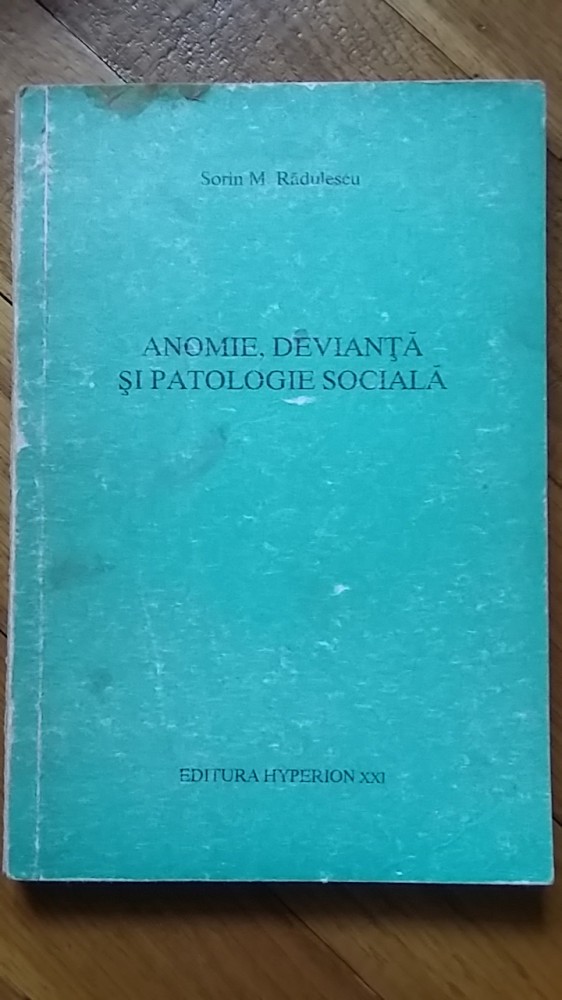 Sorin M. Rădulescu
ANOMIE, DEVIANŢĂ
ŞI PATOLOGIE SOCIALĂ
EDITURA HYPERION XXI